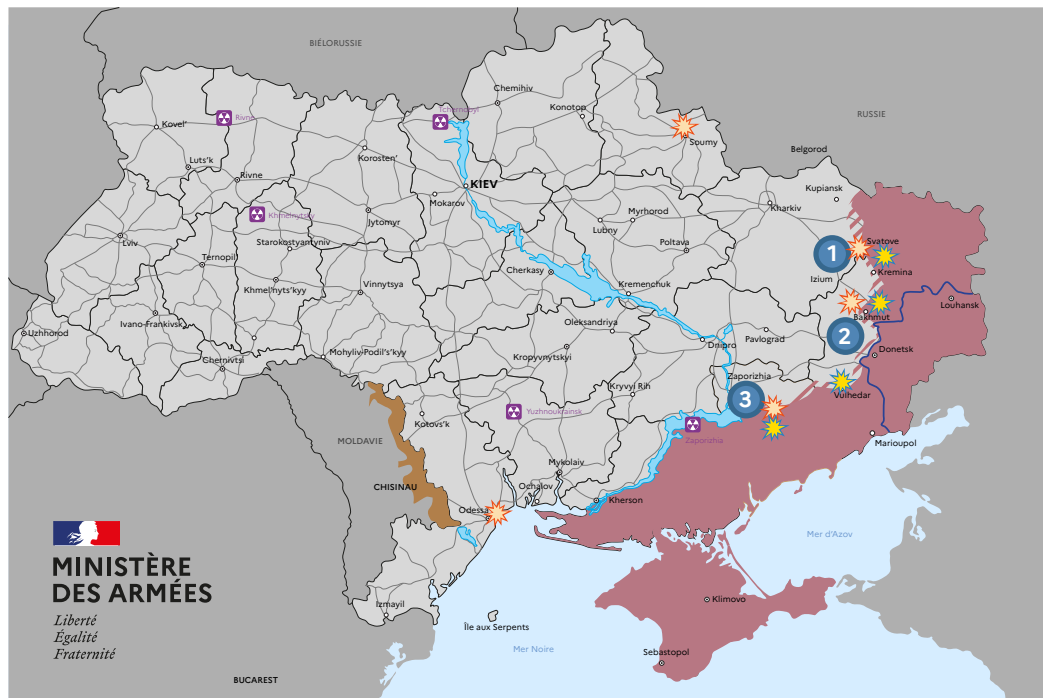 BIÉLORUSSIE
RUSSIE
Chemihiv
Konotop
Tchernobyl
Rivne
Kovel'
Soumy
Belgorod
Korosten'
Luts'k
Rivne
KIEV
Kupiansk
Mokarov
Kharkiv
Khmelnytsky
Jytomyr
Myrhorod
Lubny
Lviv
Starokostyantyniv
Poltava
Svatove
1
Ternopil
Cherkasy
Izium
Kremina
Khmel'nyts'kyy
Vinnytsya
Kremenchuk
Louhansk
Ivano-Frankivsk
Oleksandriya
Bakhmut
Uzhhorod
2
Pavlograd
Dnipro
Mohyliv-Podil's'kyy
Kropyvnytskyi
Donetsk
Chernivtsi
Zaporizhia
Kryvyi Rih
Vulhedar
3
Yuzhnoukrainsk
Kotovs'k
Zaporizhia
MOLDAVIE
Marioupol
Mykolaiv
CHISINAU
Ochalov
Kherson
Odessa
Mer d'Azov
MINISTÈRE
DES ARMÉES
Liberté
Égalité
Fraternité
Izmayil
Klimovo
Île aux Serpents
Mer Noire
Sebastopol
BUCAREST